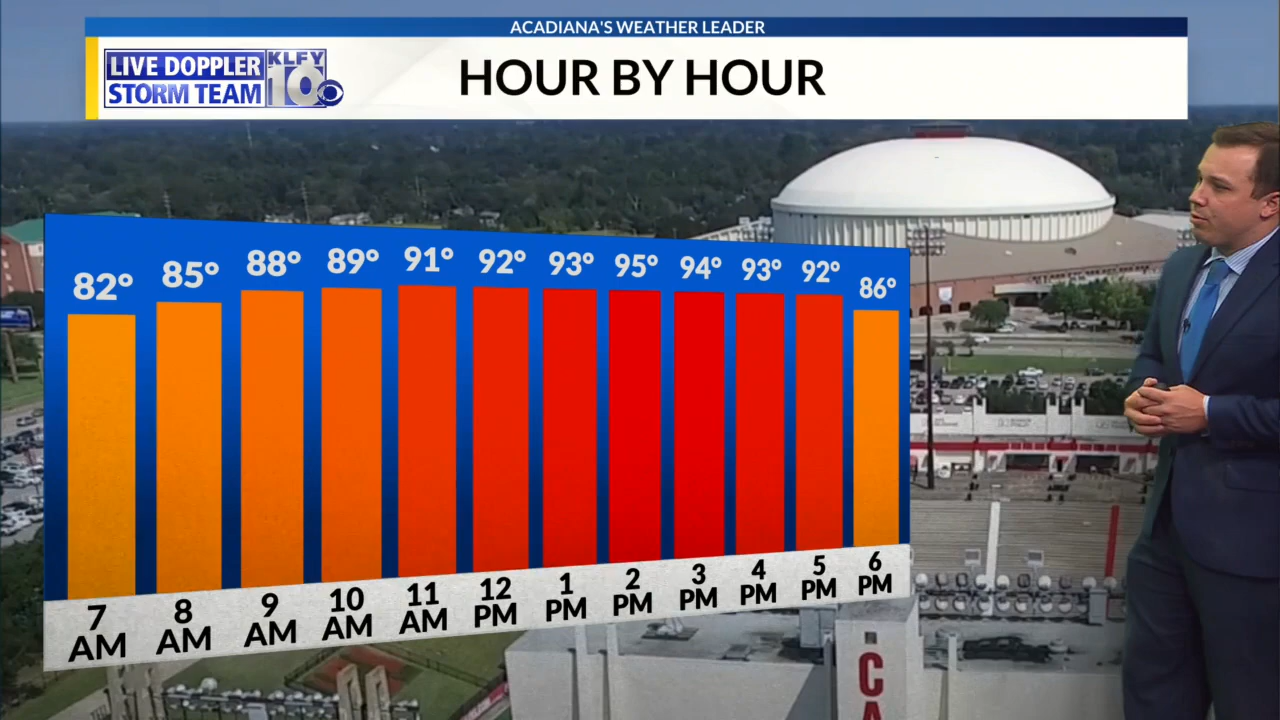 ACADIANA'S WEATHER LEADER
LIVE DOPPLER
STORM TEAM
KLFY
10
HOUR BY HOUR
82° 85° 88° 89° 91° 92° 93° 95° 94° 93° 92° 86°
7 8 9 10 11 12 1 2 3 4 5 6
AM AM AM AM AM PM PM PM PM PM PM PM
CA